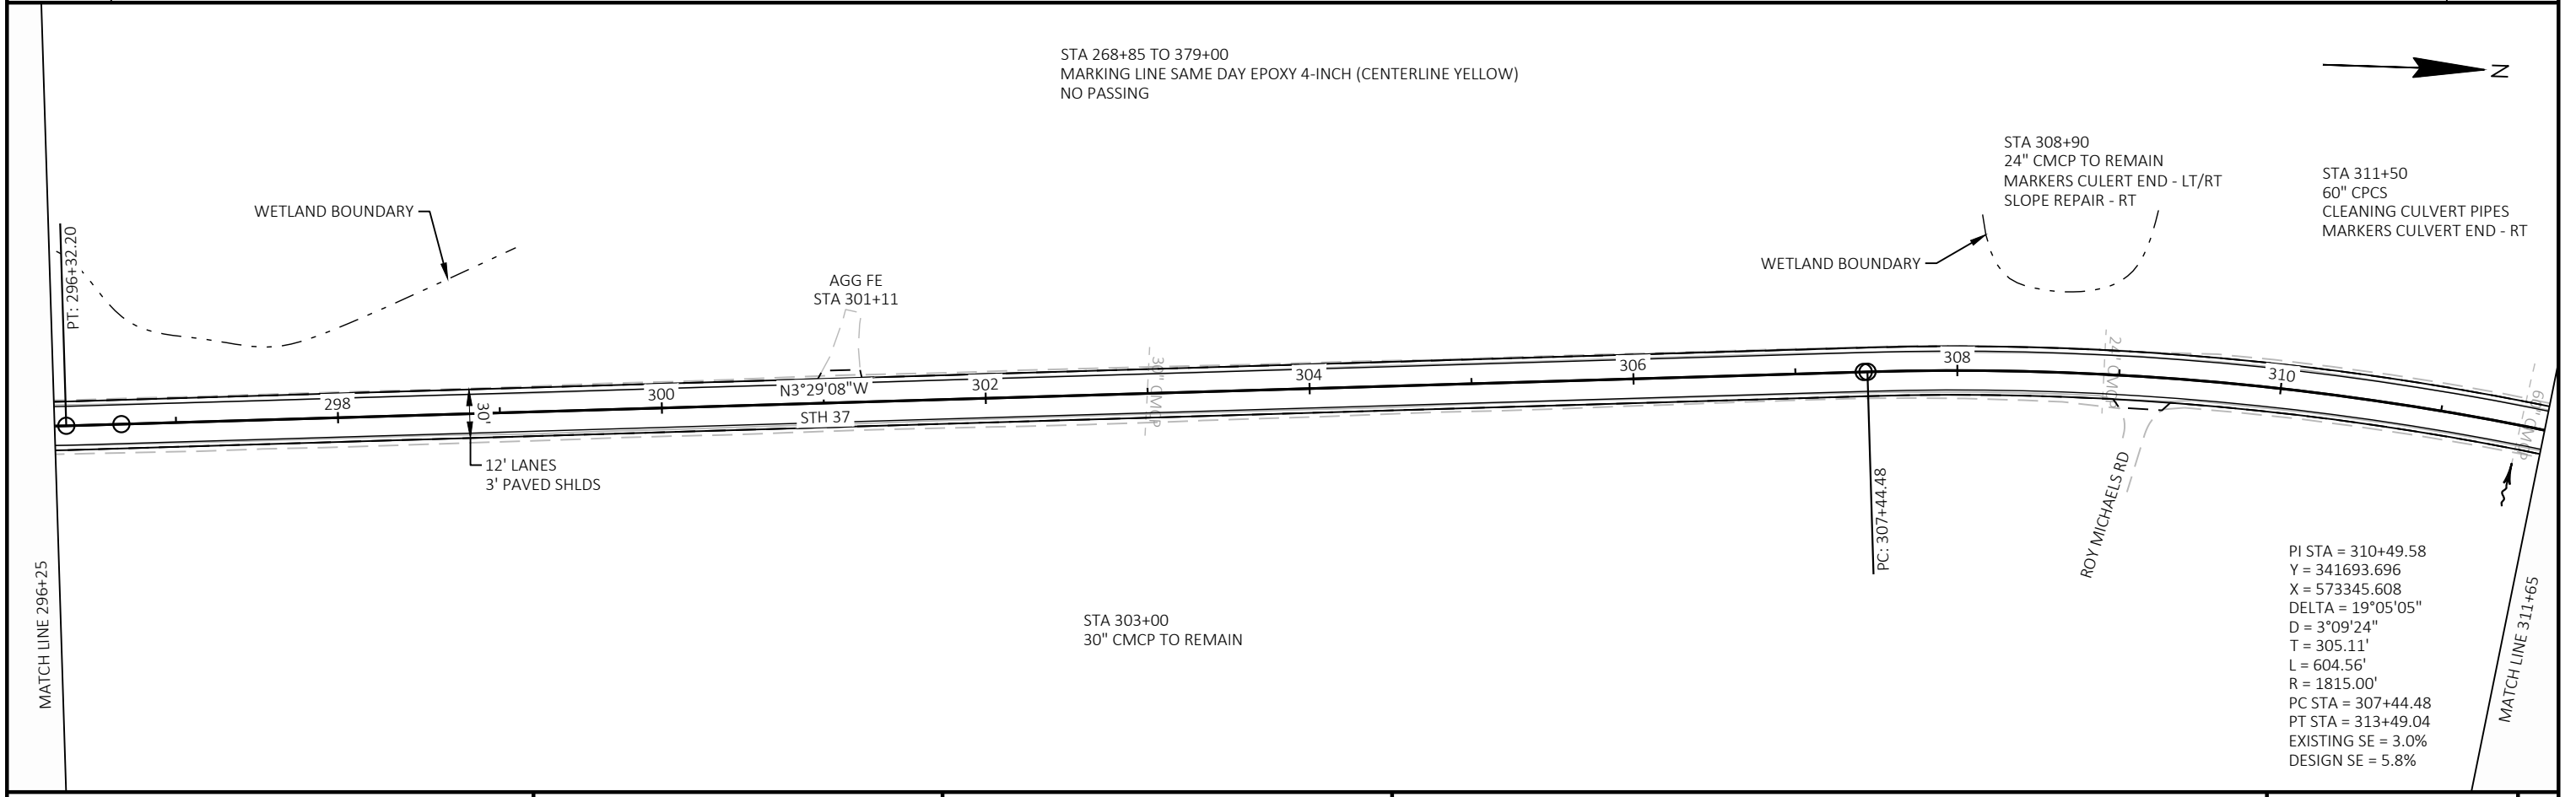 STA 268+85 TO 379+00
MARKING LINE SAME DAY EPOXY 4-INCH (CENTERLINE YELLOW)
NO PASSING
N
STA 308+90
24" CMCP TO REMAIN
MARKERS CULERT END - LT/RT
SLOPE REPAIR - RT
STA 311+50
60" CPCS
CLEANING CULVERT PIPES
MARKERS CULVERT END - RT
WETLAND BOUNDARY
WETLAND BOUNDARY
PT: 296+32.20
AGG FE
STA 301+11
298
300
N3°29'08"W
302
304
306
308
310
30'
STH 37
30" CMCP
24" CMCP
60" CMCP
12' LANES
3' PAVED SHLDS
PC: 307+44.48
ROY MICHAELS RD
MATCH LINE 296+25
STA 303+00
30" CMCP TO REMAIN
PI STA = 310+49.58
Y = 341693.696
X = 573345.608
DELTA = 19°05'05"
D = 3°09'24"
T = 305.11'
L = 604.56'
R = 1815.00'
PC STA = 307+44.48
PT STA = 313+49.04
EXISTING SE = 3.0%
DESIGN SE = 5.8%
MATCH LINE 311+65